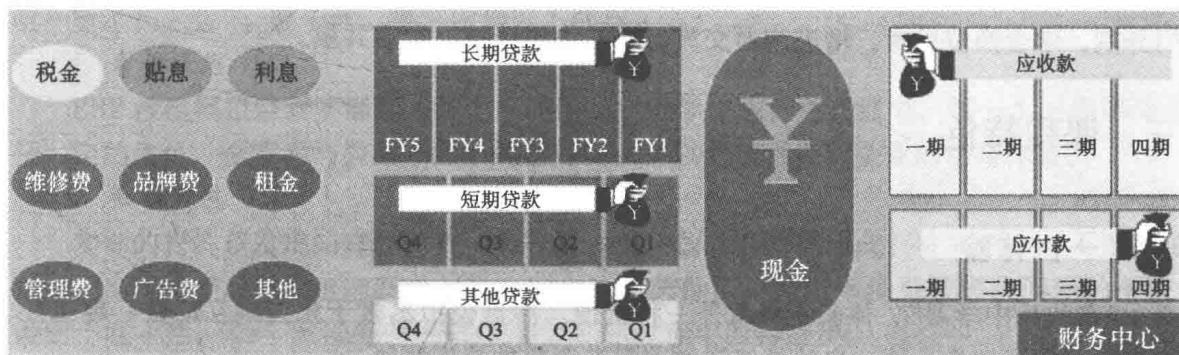 税金 贴息 利息
维修费 品牌费 租金
管理费 广告费 其他
长期贷款
Y
FY5 FY4 FY3 FY2 FY1
短期贷款
Y
Q4 Q3 Q2 Q1
其他贷款
Y
Q4 Q3 Q2 Q1
¥
现金
应收款
Y
一期 二期 三期 四期
应付款
Y
一期 二期 三期 四期
财务中心